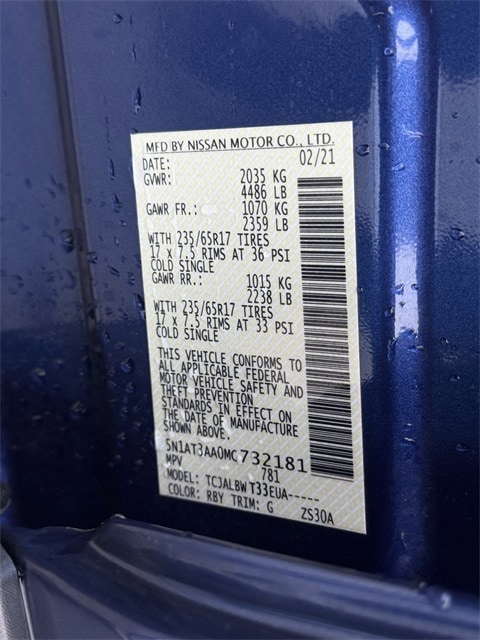 MFD BY NISSAN MOTOR CO., LTD.
DATE: 02/21
GVWR: 2035 KG
4486 LB
GAWR FR.: 1070 KG
2359 LB
WITH 235/65R17 TIRES
17 x 7.5 RIMS AT 36 PSI
COLD SINGLE
GAWR RR.: 1015 KG
2238 LB
WITH 235/65R17 TIRES
17 x 7.5 RIMS AT 33 PSI
COLD SINGLE
THIS VEHICLE CONFORMS TO
ALL APPLICABLE FEDERAL
MOTOR VEHICLE SAFETY AND
THEFT PREVENTION
STANDARDS IN EFFECT ON
THE DATE OF MANUFACTURE
SHOWN ABOVE.
5N1AT3AA0MC732181
MPV 781
MODEL: TCJALBWT33EUA-----
COLOR: RBY TRIM: G ZS30A